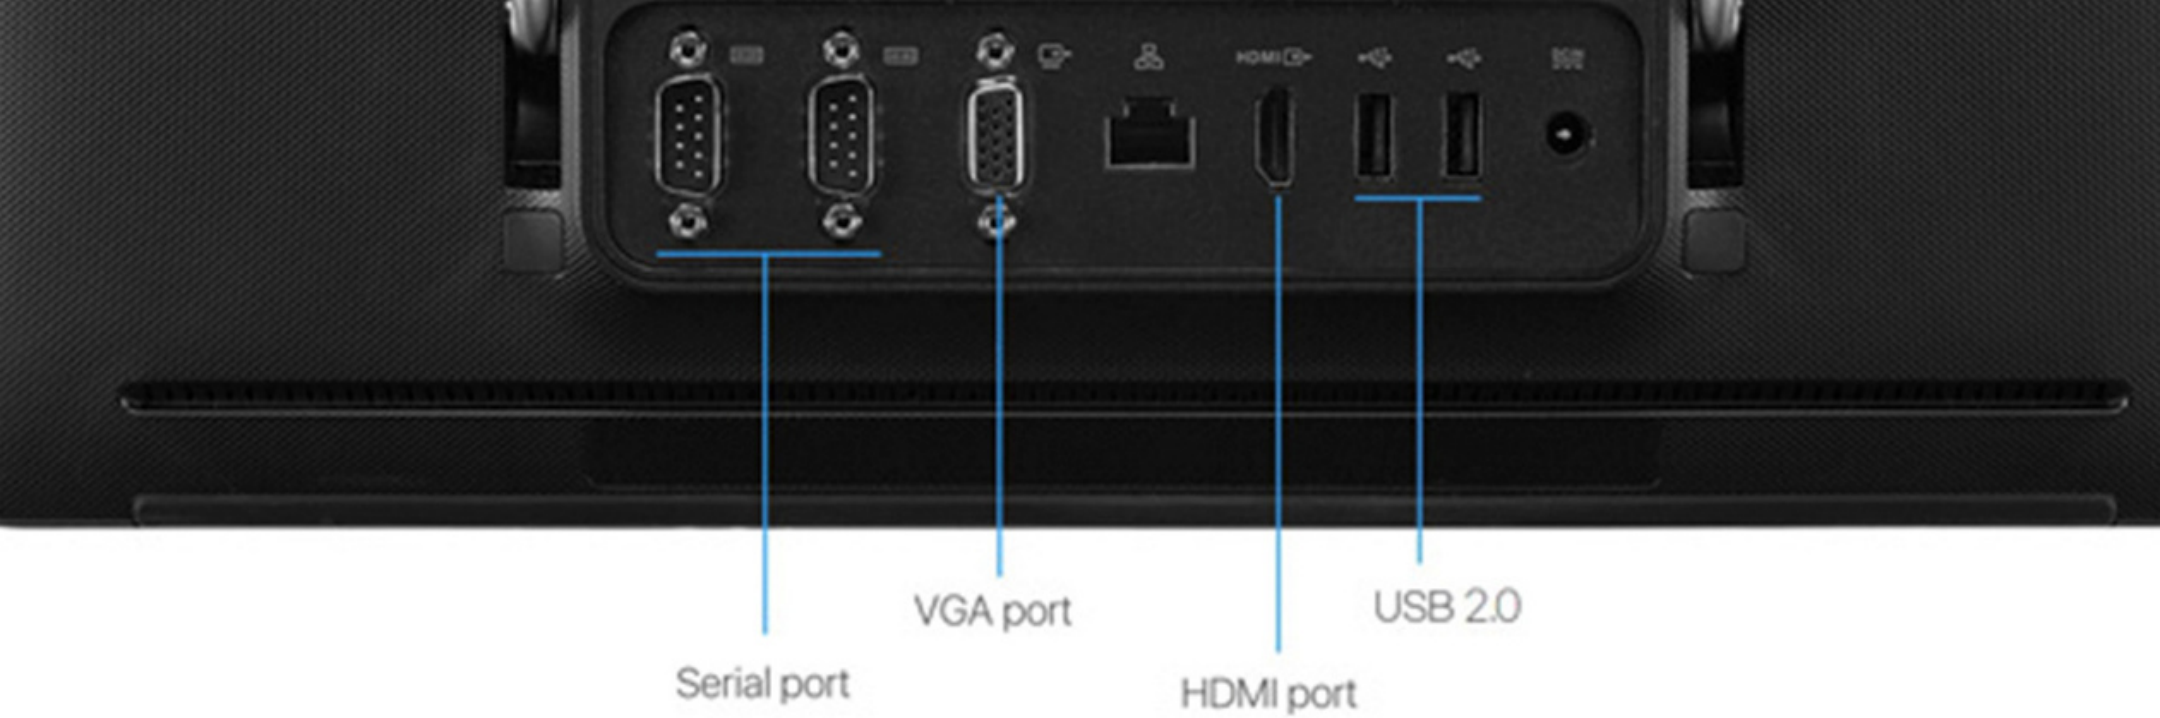 HDMI
VGA port
USB 2.0
Serial port
HDMI port